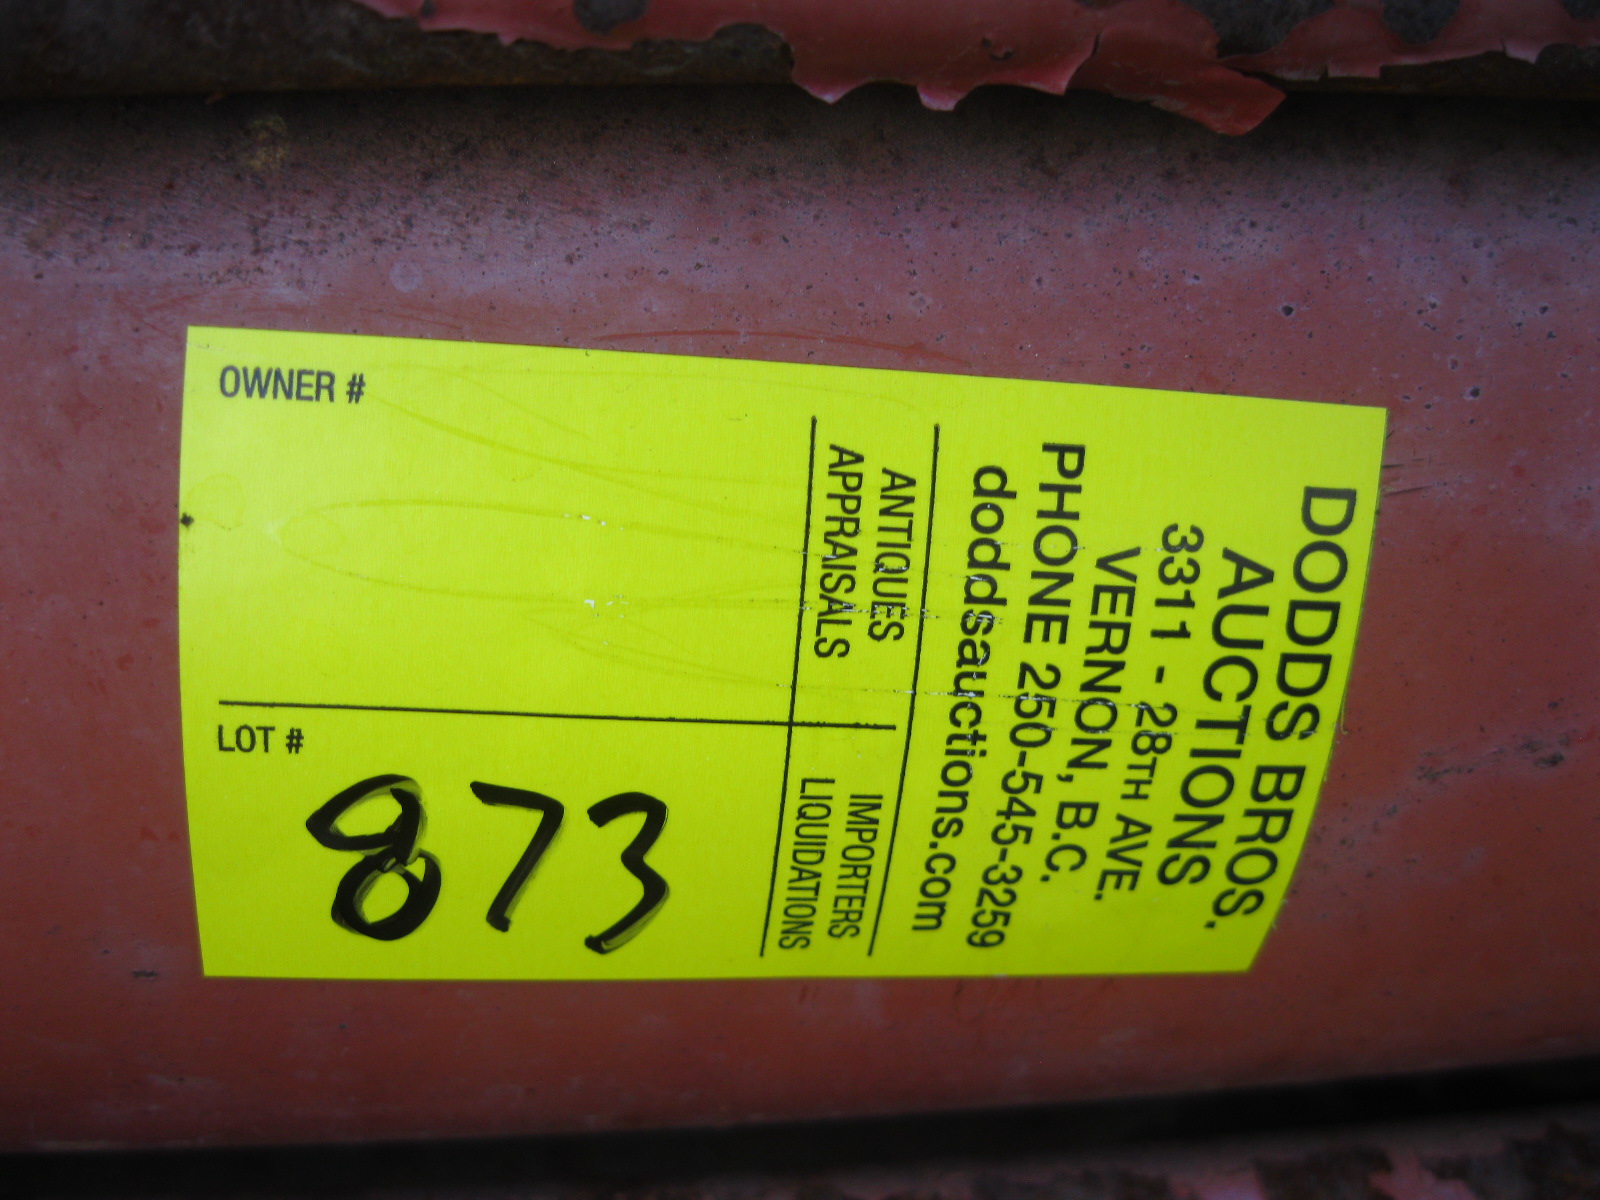 DODDS BROS.
AUCTIONS
3311 - 28TH AVE.
VERNON, B.C.
PHONE 250-545-3259
doddsauctions.com
ANTIQUES
APPRAISALS
IMPORTERS
LIQUIDATIONS
OWNER #
LOT #
873